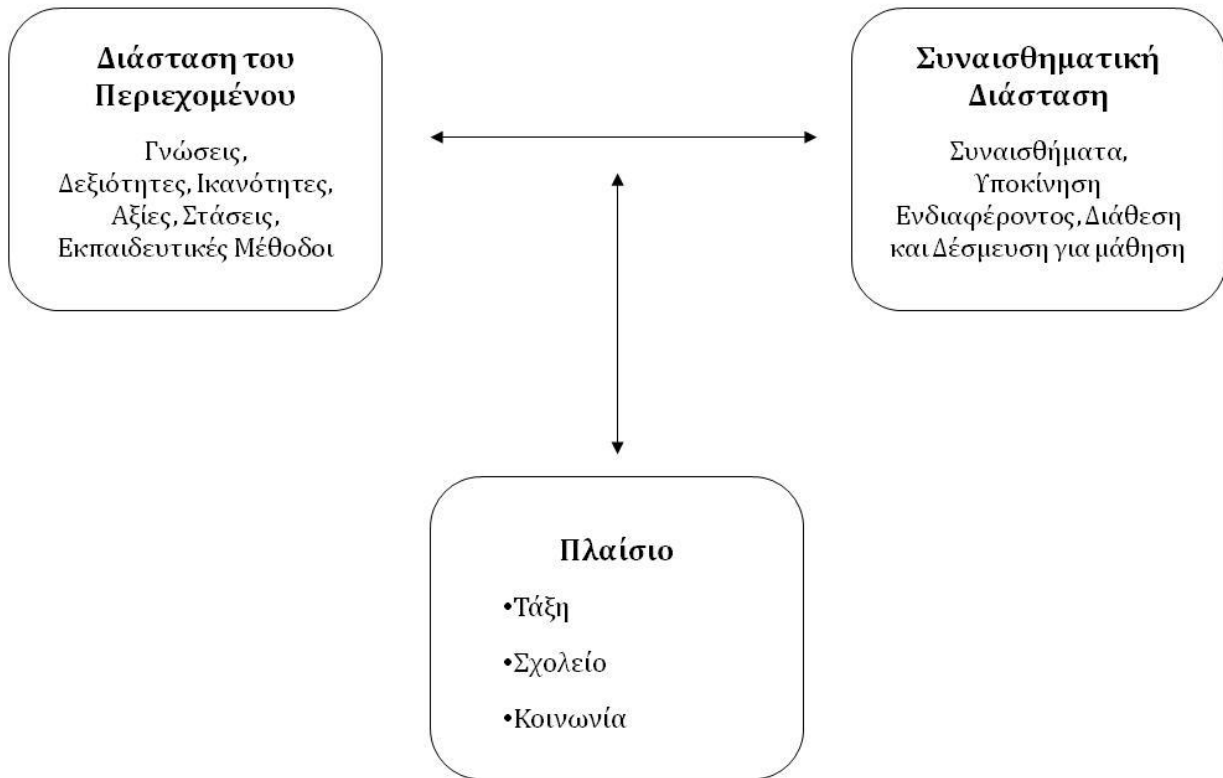 Διάσταση του
Περιεχομένου
Γνώσεις,
Δεξιότητες, Ικανότητες,
Αξίες, Στάσεις,
Εκπαιδευτικές Μέθοδοι
Συναισθηματική
Διάσταση
Συναισθήματα,
Υποκίνηση
Ενδιαφέροντος, Διάθεση
και Δέσμευση για μάθηση
Πλαίσιο
•Τάξη
•Σχολείο
•Κοινωνία